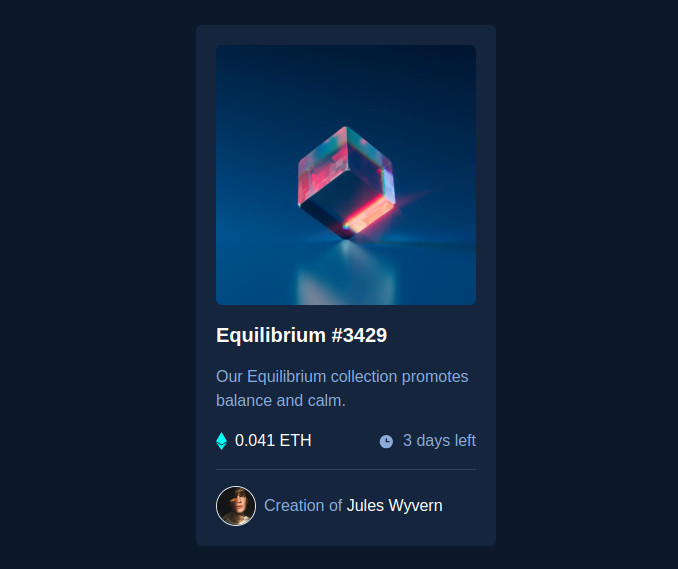 Equilibrium #3429
Our Equilibrium collection promotes
balance and calm.
0.041 ETH
3 days left
Creation of Jules Wyvern